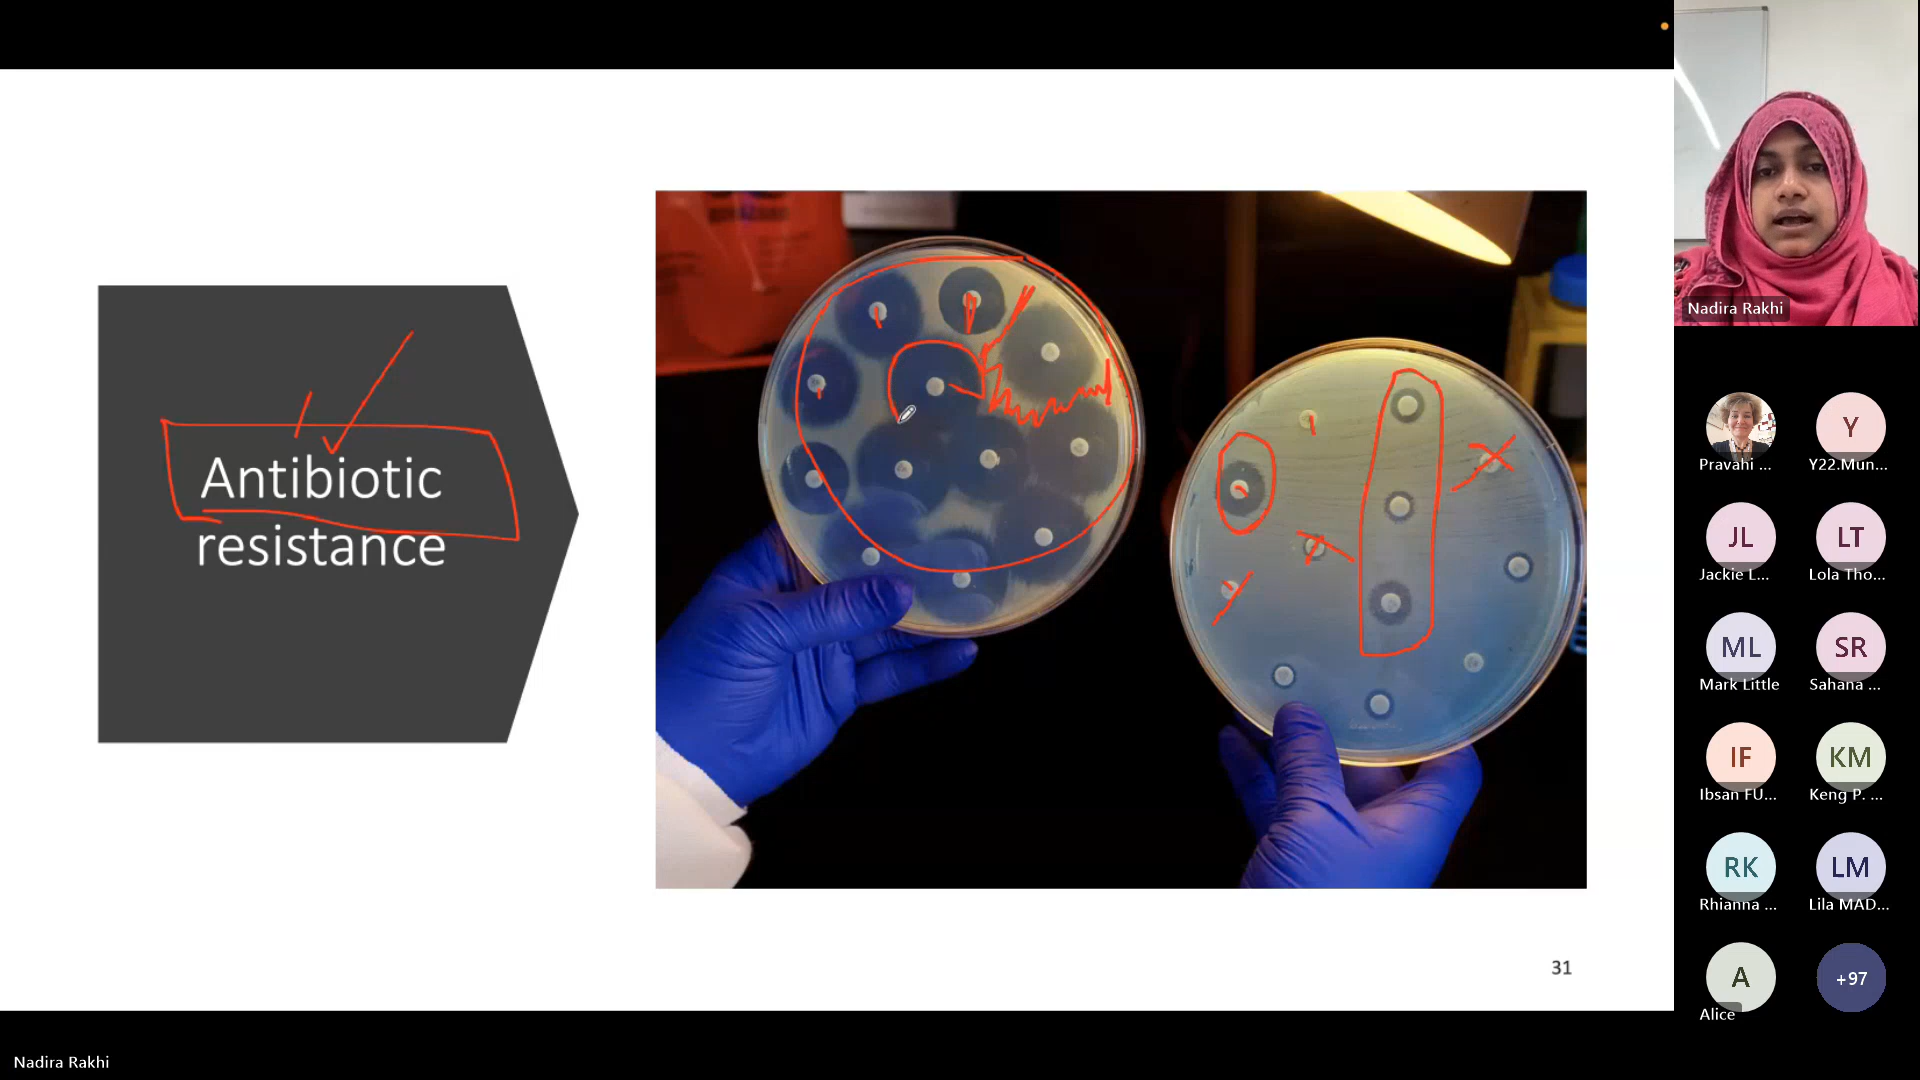 Antibiotic
resistance
31
Nadira Rakhi
Pravahi ...
Y
Y22.Mun...
JL
Jackie L...
LT
Lola Tho...
ML
Mark Little
SR
Sahana ...
IF
Ibsan FU...
KM
Keng P. ...
RK
Rhianna ...
LM
Lila MAD...
A
Alice
+97
Nadira Rakhi